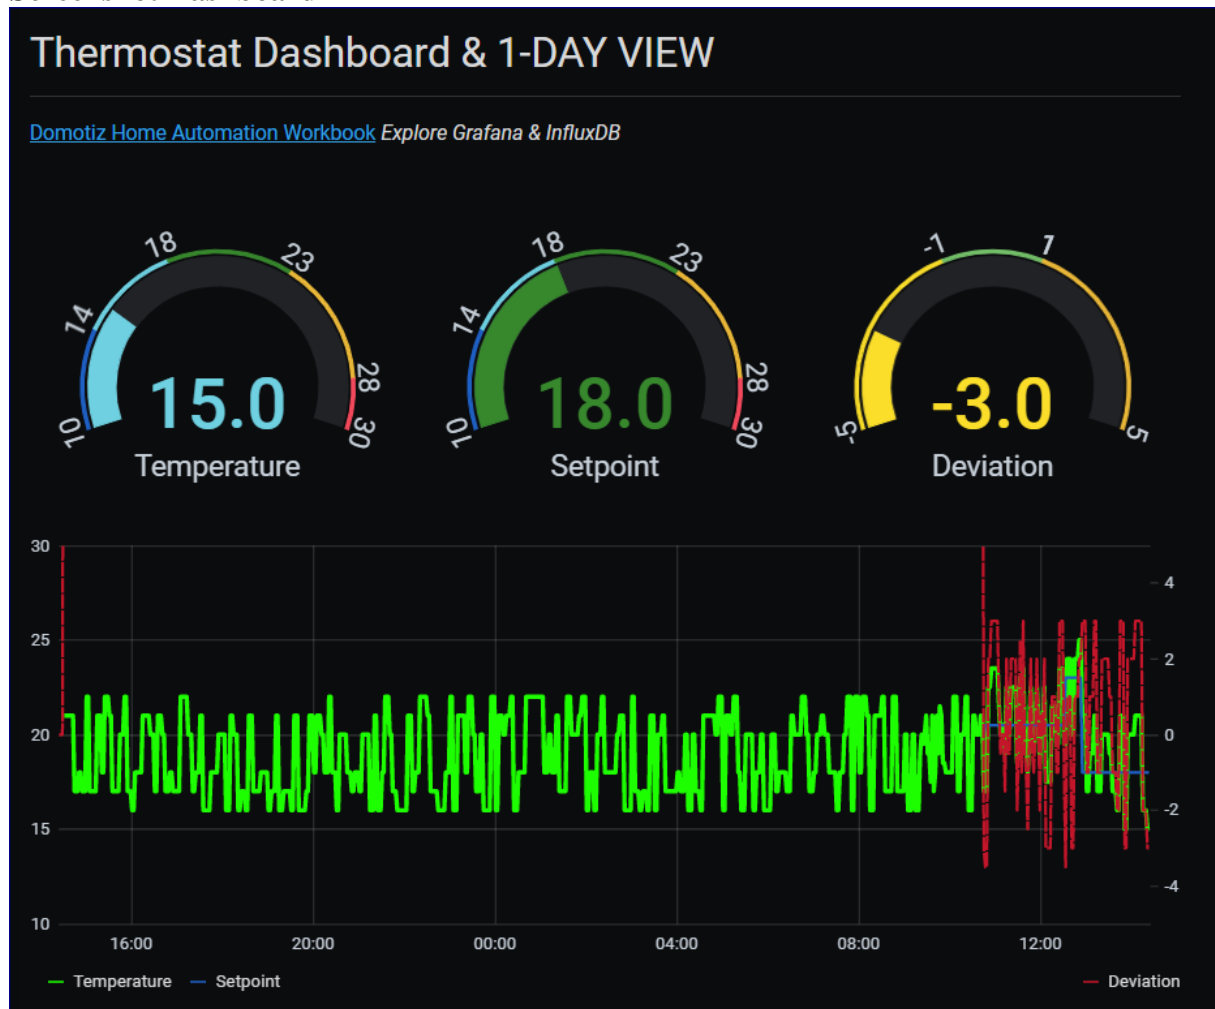 Thermostat Dashboard & 1-DAY VIEW
Domotiz Home Automation Workbook Explore Grafana & InfluxDB
10 14 18 23 28 30
15.0
Temperature
10 14 18 23 28 30
18.0
Setpoint
-5 -1 1 5
-3.0
Deviation
30
25
20
15
10
4
2
0
-2
-4
16:00 20:00 00:00 04:00 08:00 12:00
Temperature Setpoint Deviation